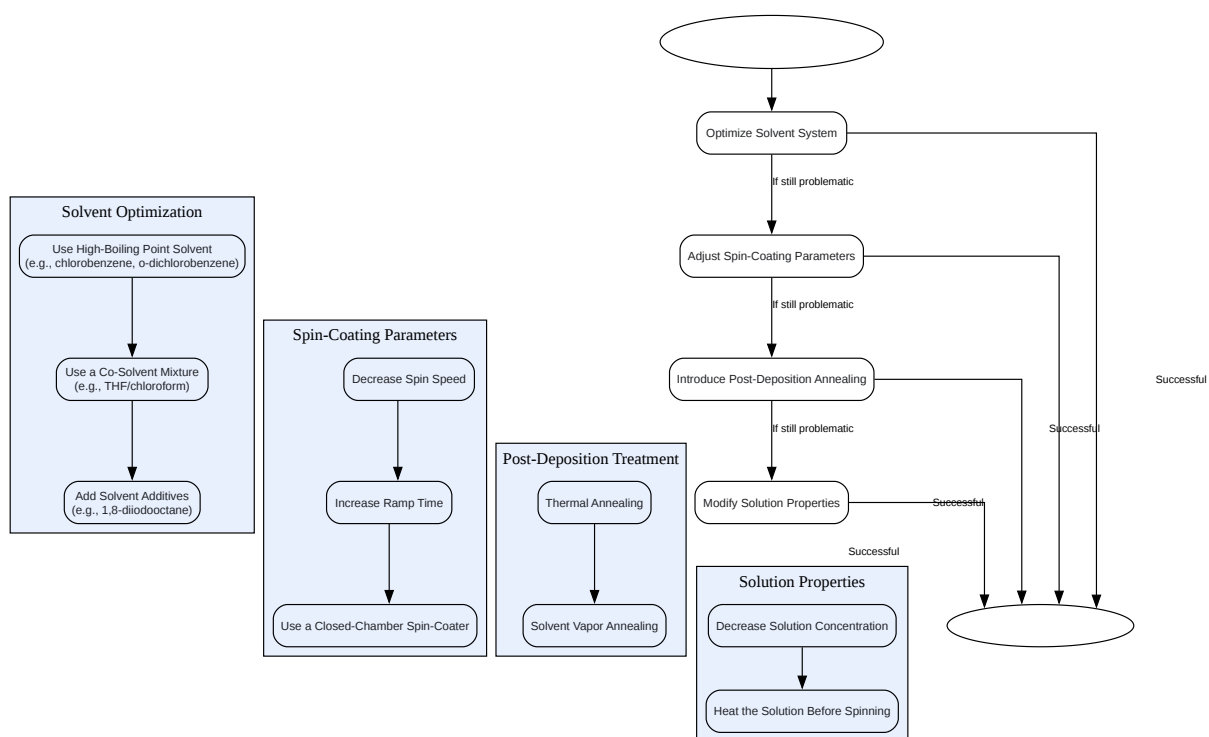 Optimize Solvent System
If still problematic
Adjust Spin-Coating Parameters
If still problematic
Introduce Post-Deposition Annealing
If still problematic
Modify Solution Properties
Successful
Successful
Successful
Successful
Solvent Optimization
Use High-Boiling Point Solvent
(e.g., chlorobenzene, o-dichlorobenzene)
Use a Co-Solvent Mixture
(e.g., THF/chloroform)
Add Solvent Additives
(e.g., 1,8-diiodooctane)
Spin-Coating Parameters
Decrease Spin Speed
Increase Ramp Time
Use a Closed-Chamber Spin-Coater
Post-Deposition Treatment
Thermal Annealing
Solvent Vapor Annealing
Solution Properties
Decrease Solution Concentration
Heat the Solution Before Spinning